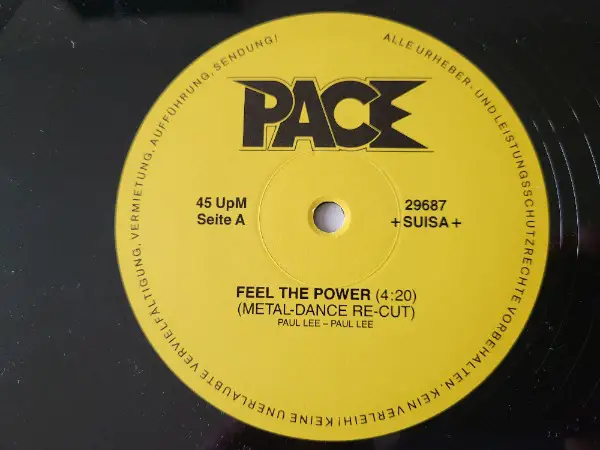 PACE
45 UpM
Seite A
29687
+SUISA+
FEEL THE POWER (4:20)
(METAL-DANCE RE-CUT)
PAUL LEE – PAUL LEE
ALLE URHEBER- UND LEISTUNGSSCHUTZRECHTE VORBEHALTEN. KEIN VERLEIH! KEINE UNERLAUBTE VERVIELFÄLTIGUNG, VERMIETUNG, AUFFÜHRUNG, SENDUNG!